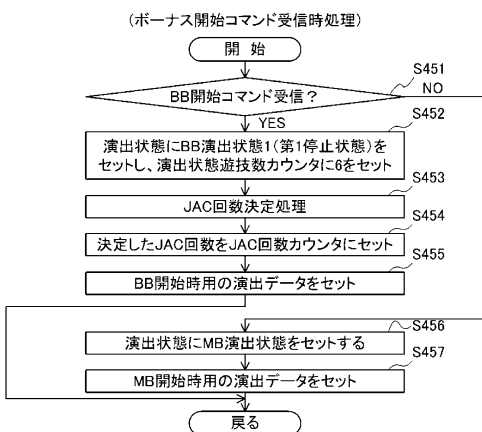 (ボーナス開始コマンド受信時処理)
開 始
S451
BB開始コマンド受信?
NO
YES
S452
演出状態にBB演出状態1(第1停止状態)を
セットし、演出状態遊技数カウンタに6をセット
S453
JAC回数決定処理
S454
決定したJAC回数をJAC回数カウンタにセット
S455
BB開始時用の演出データをセット
S456
演出状態にMB演出状態をセットする
S457
MB開始時用の演出データをセット
戻る